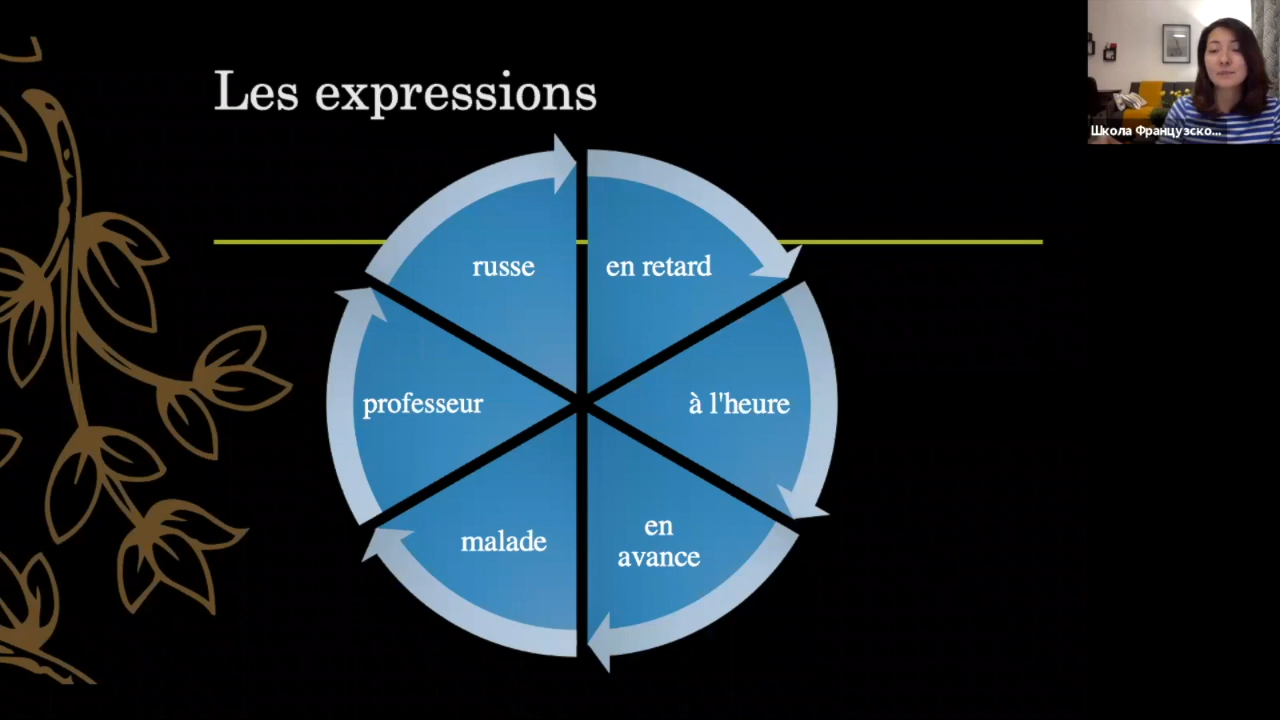 Les expressions
Школа Французско...
russe
en retard
professeur
à l'heure
malade
en
avance